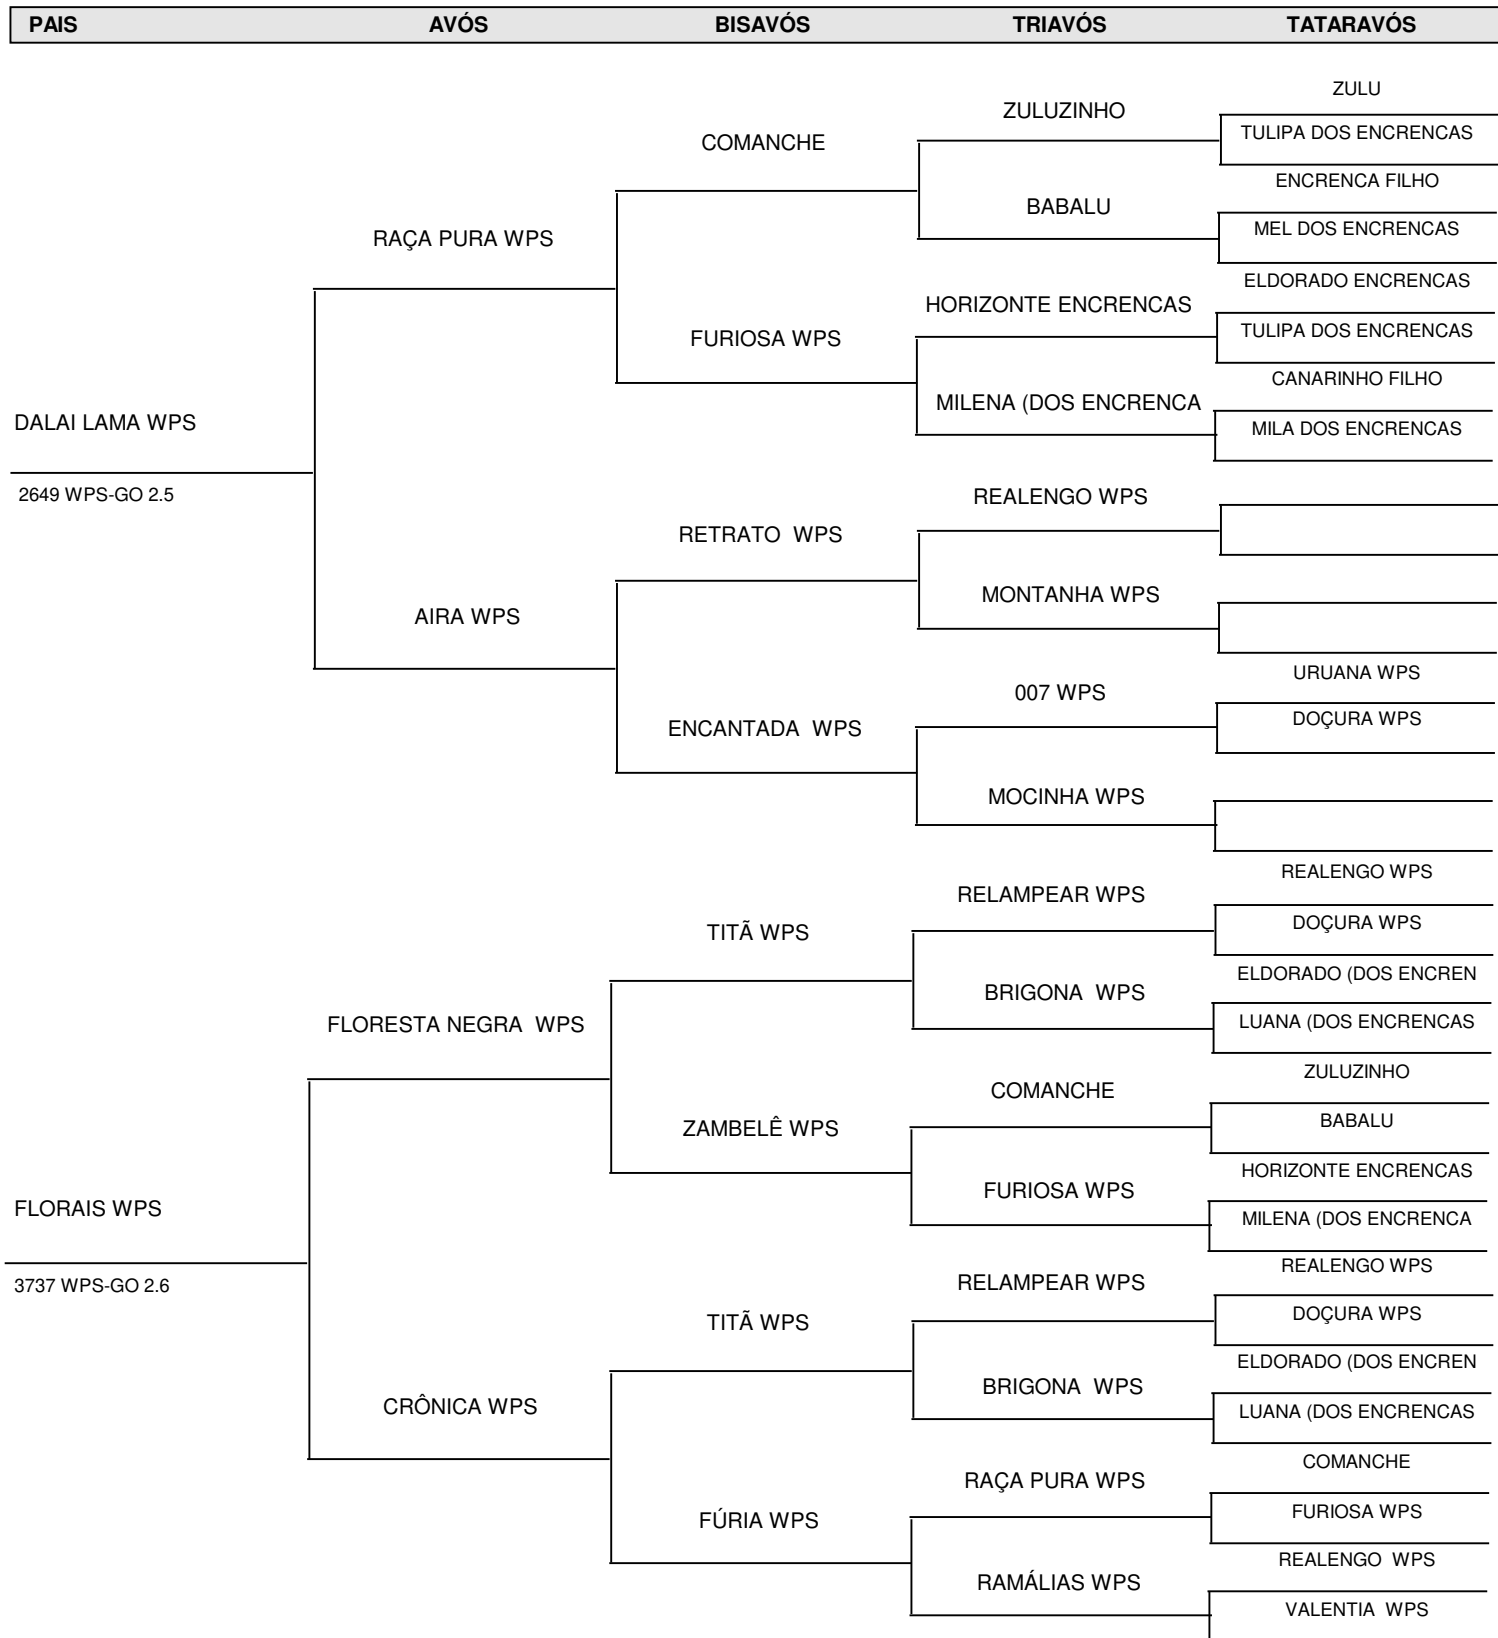 PAIS AVÓS BISAVÓS TRIAVÓS TATARAVÓS
ZULU
ZULUZINHO
TULIPA DOS ENCRENCAS
COMANCHE
ENCRENCA FILHO
BABALU
MEL DOS ENCRENCAS
RAÇA PURA WPS
ELDORADO ENCRENCAS
HORIZONTE ENCRENCAS
TULIPA DOS ENCRENCAS
FURIOSA WPS
CANARINHO FILHO
MILENA (DOS ENCRENCA
MILA DOS ENCRENCAS
DALAI LAMA WPS
2649 WPS-GO 2.5
REALENGO WPS
RETRATO WPS
MONTANHA WPS
AIRA WPS
URUANA WPS
007 WPS
DOÇURA WPS
ENCANTADA WPS
MOCINHA WPS
REALENGO WPS
RELAMPEAR WPS
DOÇURA WPS
TITÃ WPS
ELDORADO (DOS ENCREN
BRIGONA WPS
LUANA (DOS ENCRENCAS
FLORESTA NEGRA WPS
ZULUZINHO
COMANCHE
BABALU
ZAMBELÊ WPS
HORIZONTE ENCRENCAS
FURIOSA WPS
MILENA (DOS ENCRENCA
FLORAIS WPS
3737 WPS-GO 2.6
REALENGO WPS
RELAMPEAR WPS
DOÇURA WPS
TITÃ WPS
ELDORADO (DOS ENCREN
BRIGONA WPS
LUANA (DOS ENCRENCAS
CRÔNICA WPS
COMANCHE
RAÇA PURA WPS
FURIOSA WPS
FÚRIA WPS
REALENGO WPS
RAMÁLIAS WPS
VALENTIA WPS